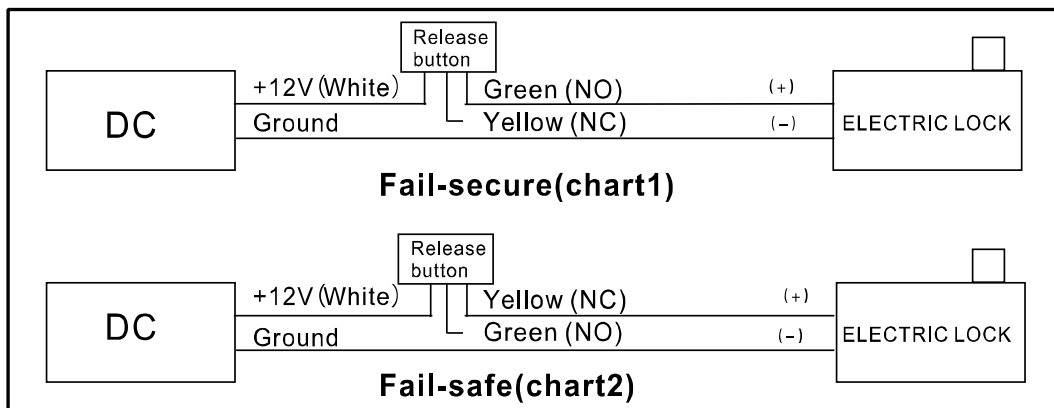 Release
button
+12V(White)
Green (NO)
(+)
DC
Ground
Yellow (NC)
(-)
ELECTRIC LOCK
Fail-secure(chart1)
Release
button
+12V(White)
Yellow (NC)
(+)
DC
Ground
Green (NO)
(-)
ELECTRIC LOCK
Fail-safe(chart2)